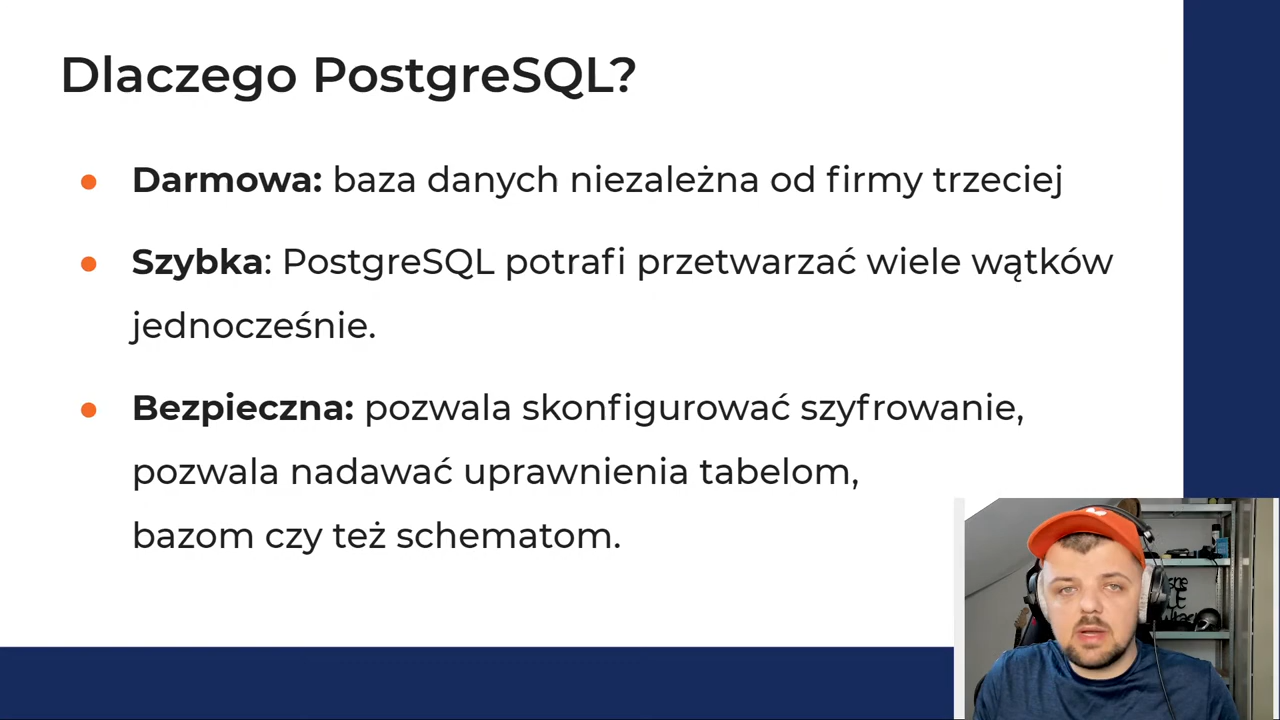 Dlaczego PostgreSQL?
● Darmowa: baza danych niezależna od firmy trzeciej
● Szybka: PostgreSQL potrafi przetwarzać wiele wątków
jednocześnie.
● Bezpieczna: pozwala skonfigurować szyfrowanie,
pozwala nadawać uprawnienia tabelom,
bazom czy też schematom.